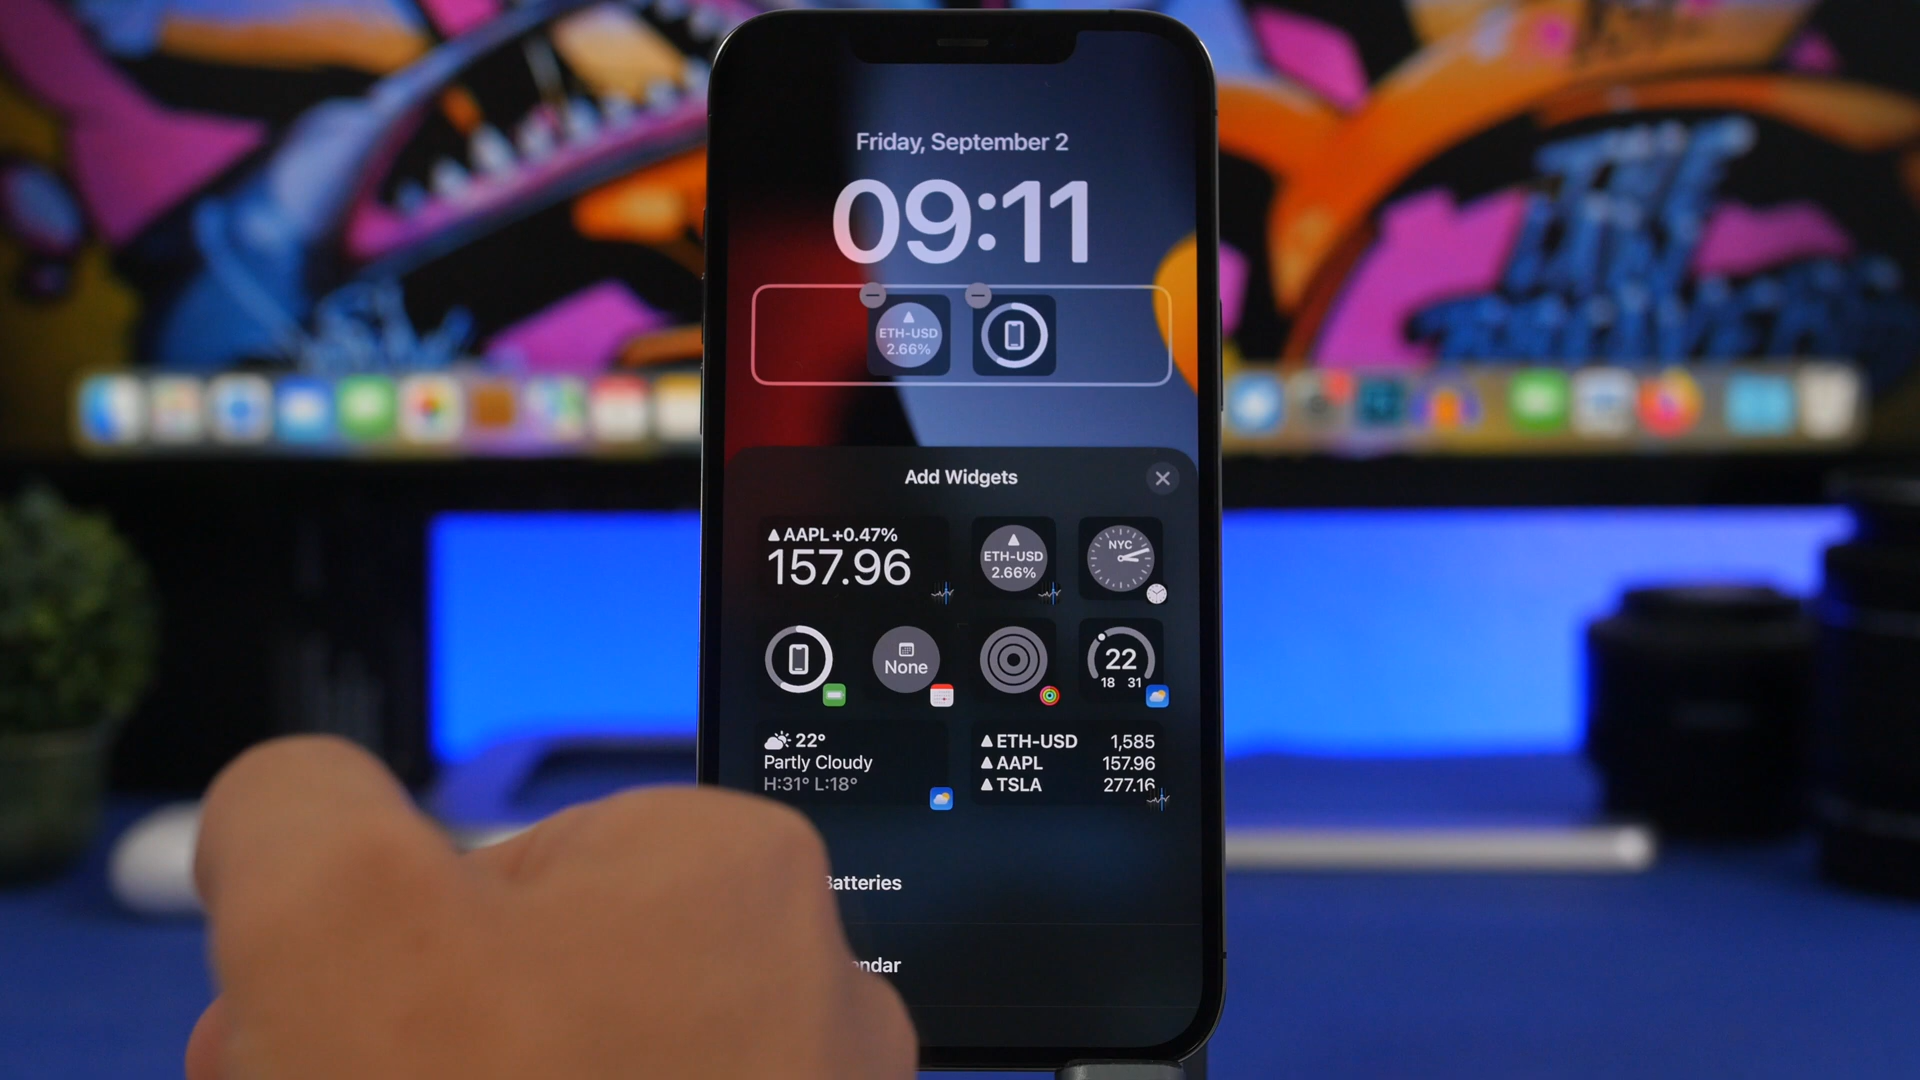 Friday, September 2
09:11
ETH-USD
2.66%
Add Widgets
AAPL +0.47%
157.96
ETH-USD
2.66%
NYC
None
22
18 31
22°
Partly Cloudy
H:31° L:18°
ETH-USD 1,585
AAPL 157.96
TSLA 277.16
Batteries
endar